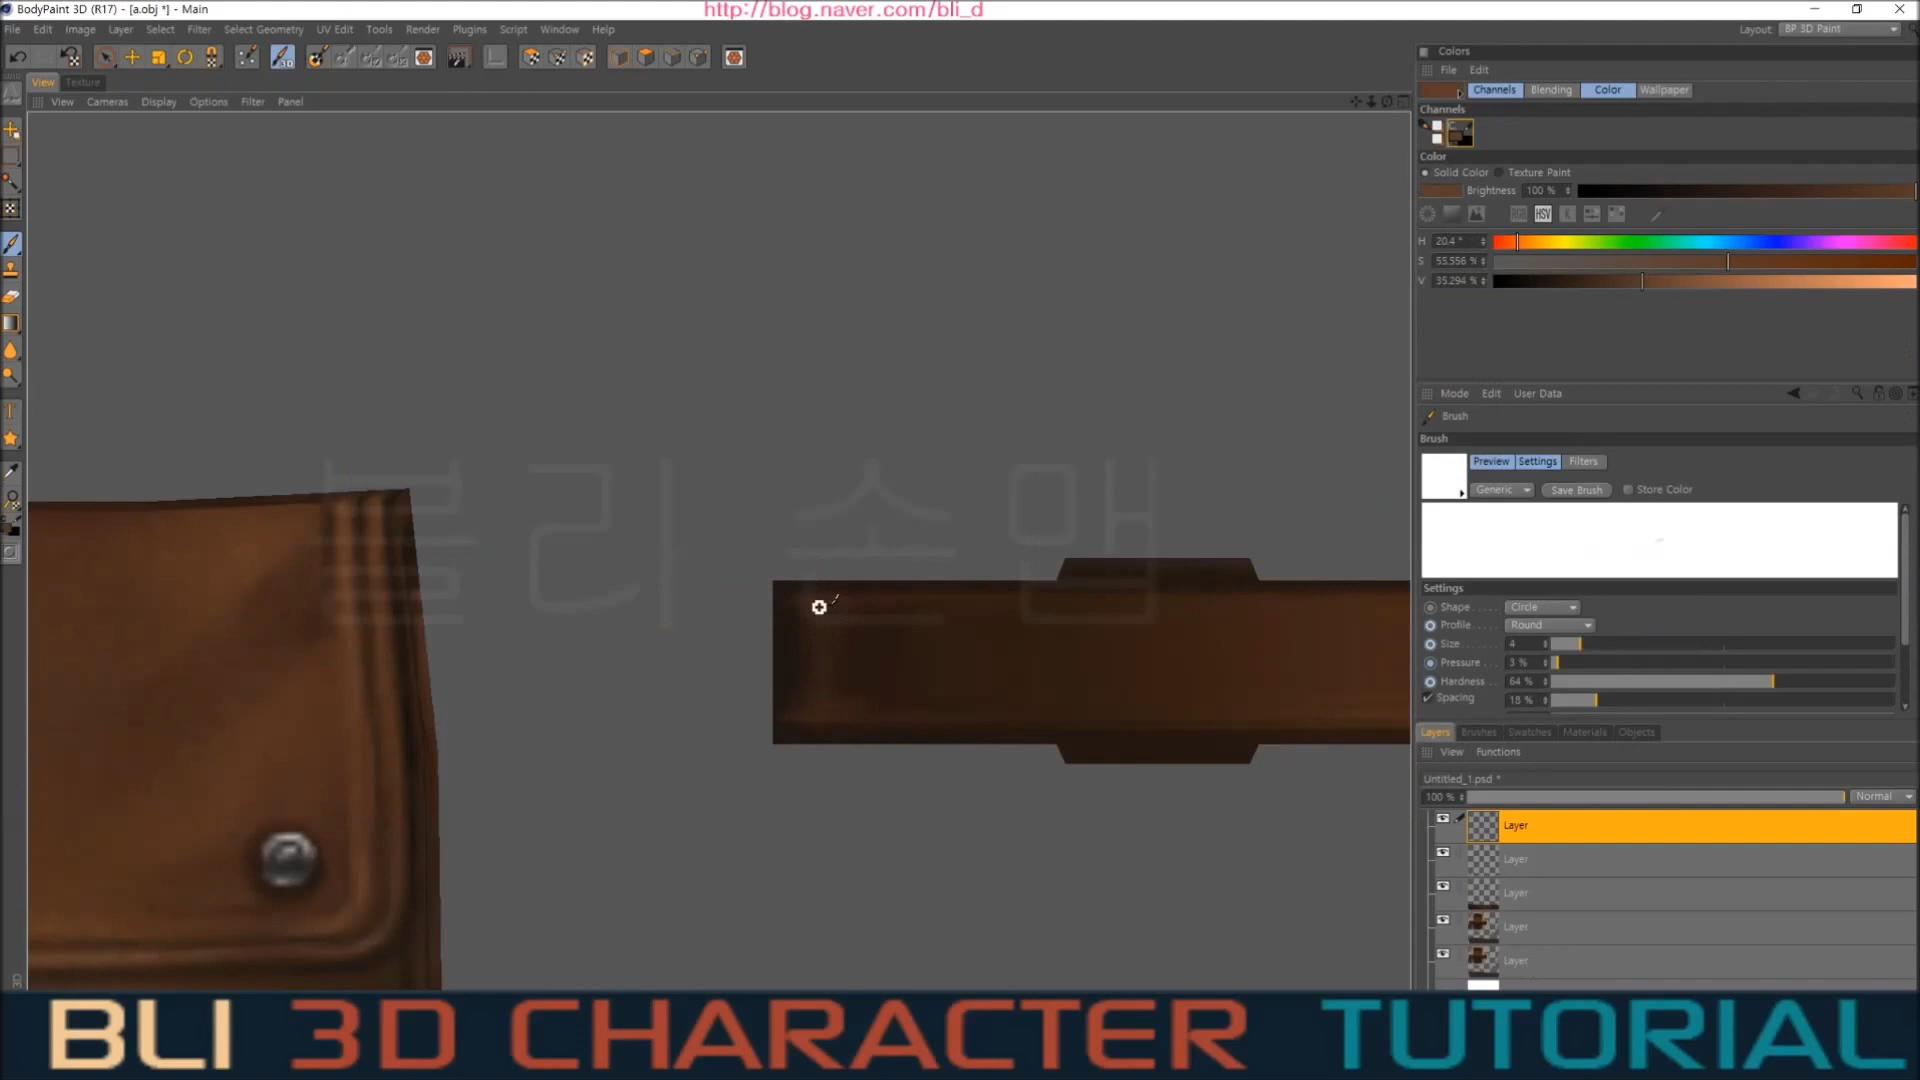 BodyPaint 3D (R17) - [a.obj *] - Main
http://blog.naver.com/bli_d
File Edit Image Layer Select Filter Select Geometry UV Edit Tools Render Plugins Script Window Help
Layout: BP 3D Paint
View Texture
View Cameras Display Options Filter Panel
Colors
File Edit
Channels Blending Color Wallpaper
Channels
Color
Solid Color Texture Paint
Brightness 100 %
HSV
H 20.4 °
S 55.556 %
V 35.294 %
Mode Edit User Data
Brush
Brush
Preview Settings Filters
Generic Save Brush Store Color
Settings
Shape Circle
Profile Round
Size 4
Pressure 3 %
Hardness 64 %
Spacing 18 %
Layers Brushes Swatches Materials Objects
View Functions
Untitled_1.psd *
100 % Normal
Layer
Layer
Layer
Layer
Layer
블리 손맵
3D
BLI 3D CHARACTER TUTORIAL